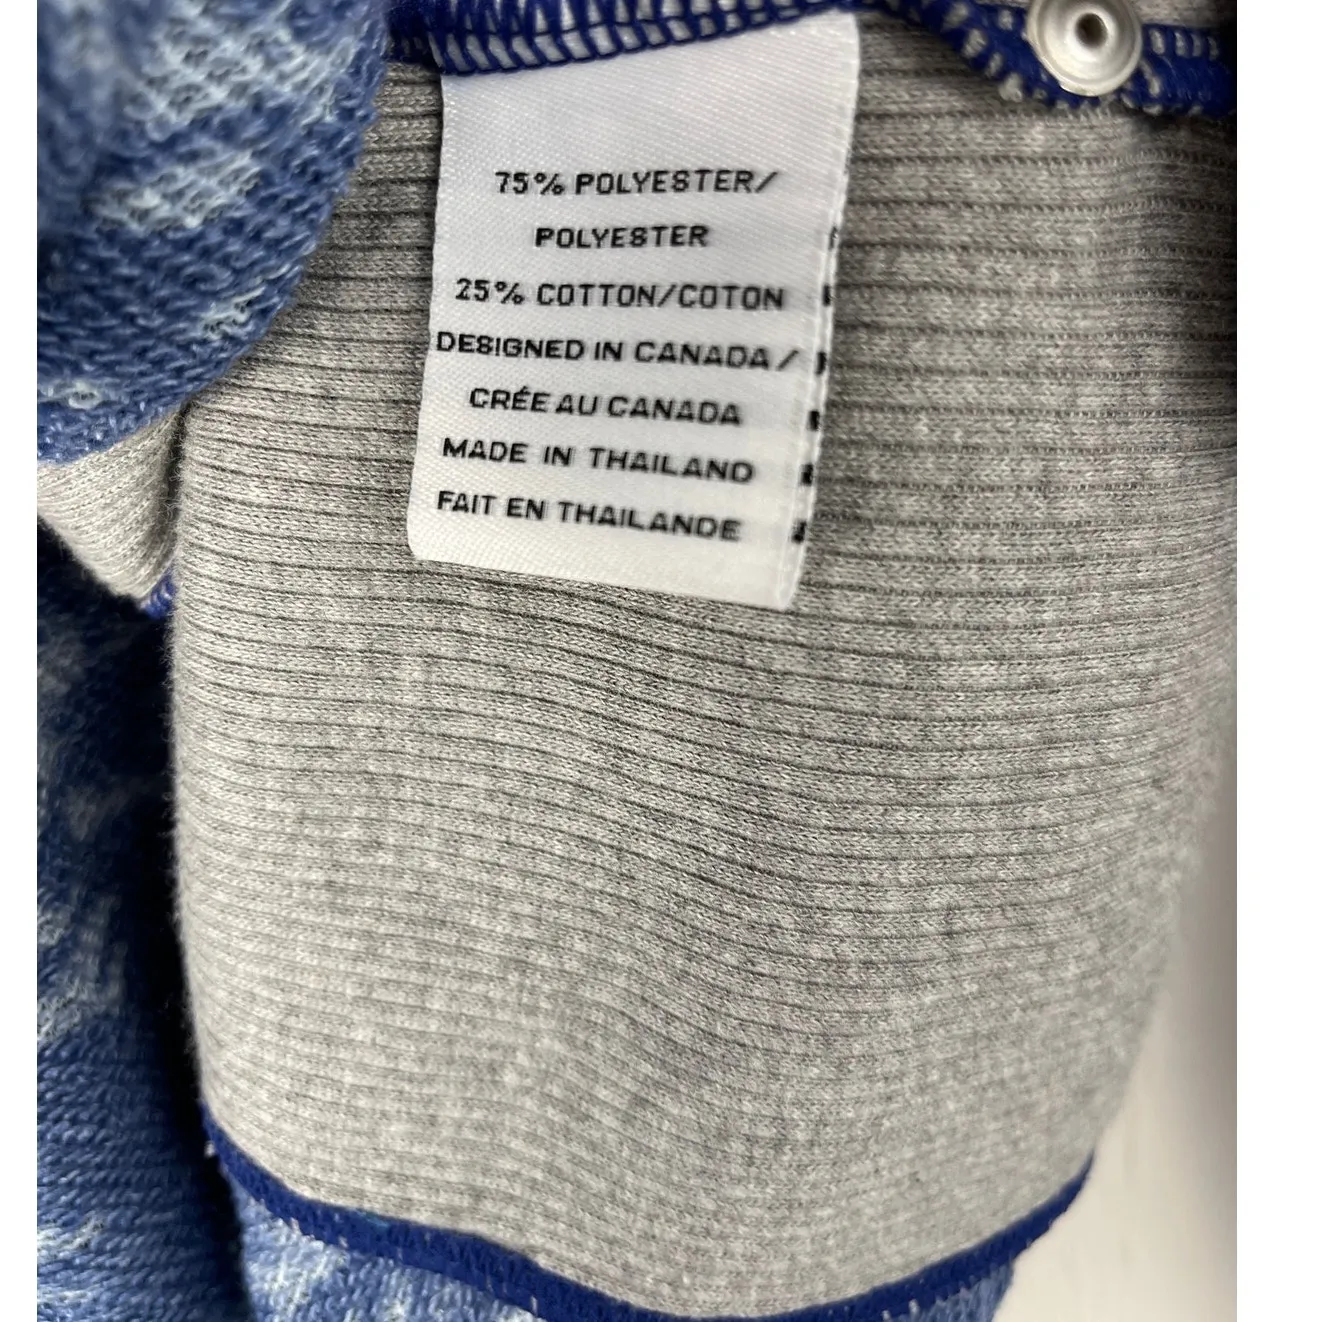 75% POLYESTER/
POLYESTER
25% COTTON/COTON
DESIGNED IN CANADA/
CRÉE AU CANADA
MADE IN THAILAND
FAIT EN THAILANDE